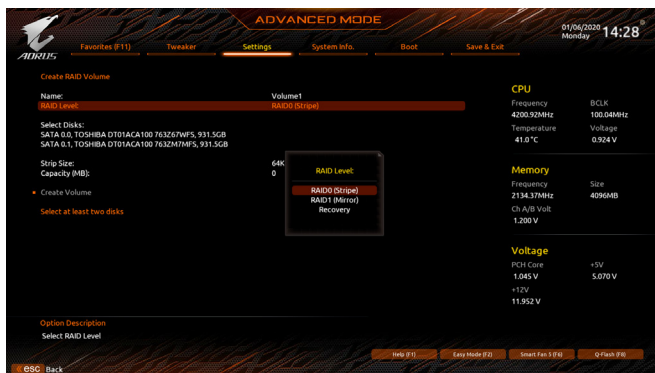 ADVANCED MODE
01/06/2020 Monday 14:28
AORUS
Favorites (F11) Tweaker Settings System Info. Boot Save & Exit
Create RAID Volume
Name: Volume1
RAID Level: RAID0 (Stripe)
Select Disks:
SATA 0.0, TOSHIBA DT01ACA100 763Z67WFS, 931.5GB
SATA 0.1, TOSHIBA DT01ACA100 763ZM7MFS, 931.5GB
Strip Size: 64K
Capacity (MB): 0
Create Volume
Select at least two disks
RAID Level:
RAID0 (Stripe)
RAID1 (Mirror)
Recovery
CPU
Frequency BCLK
4200.92MHz 100.04MHz
Temperature Voltage
41.0 °C 0.924 V
Memory
Frequency Size
2134.37MHz 4096MB
Ch A/B Volt
1.200 V
Voltage
PCH Core +5V
1.045 V 5.070 V
+12V
11.952 V
Option Description
Select RAID Level
Help (F1) Easy Mode (F2) Smart Fan 5 (F6) Q-Flash (F8)
esc Back